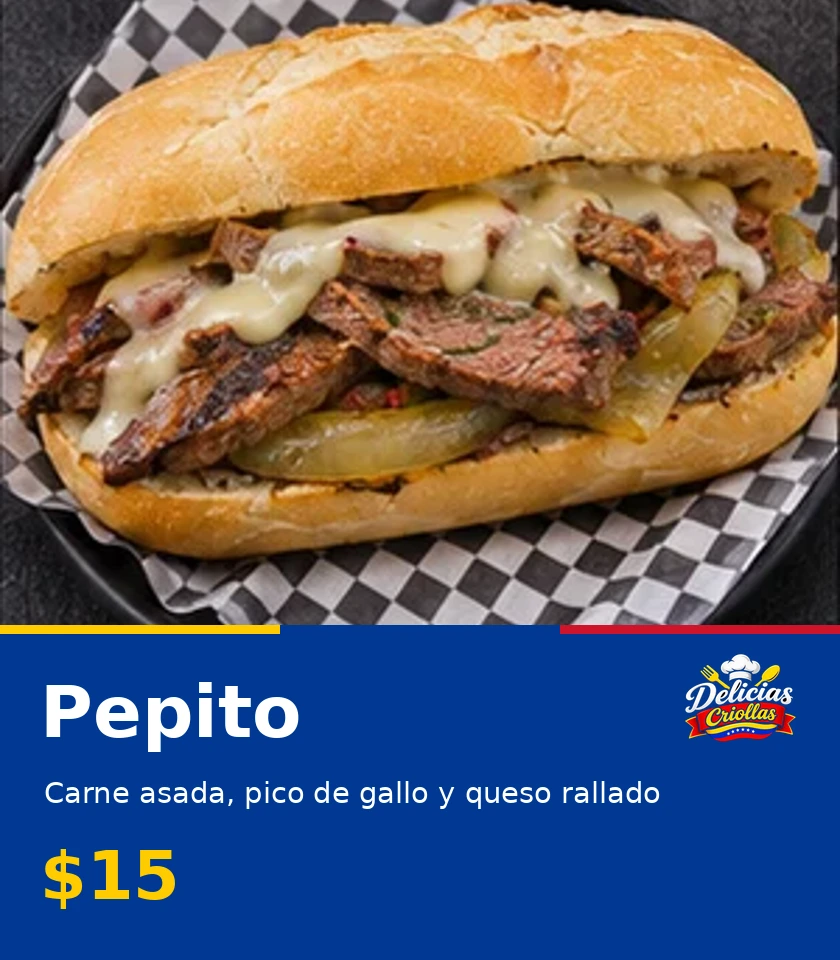 Pepito
Delicias
Criollas
Carne asada, pico de gallo y queso rallado
$15